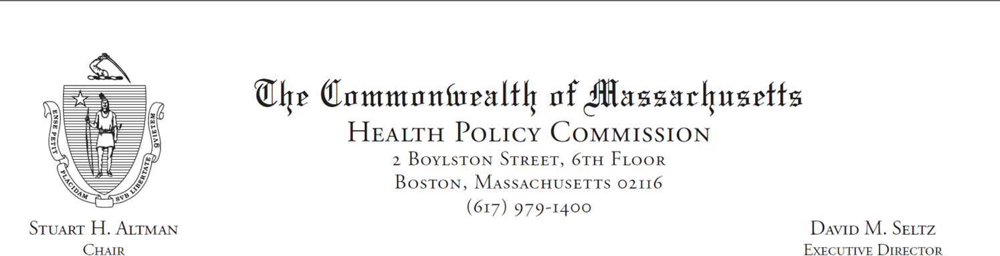 The Commonwealth of Massachusetts
HEALTH POLICY COMMISSION
2 BOYLSTON STREET, 6TH FLOOR
BOSTON, MASSACHUSETTS 02116
(617) 979-1400
ENSE PETIT
PLACIDAM
SVB LIBERTATE
QVIETEM
STUART H. ALTMAN
CHAIR
DAVID M. SELTZ
EXECUTIVE DIRECTOR